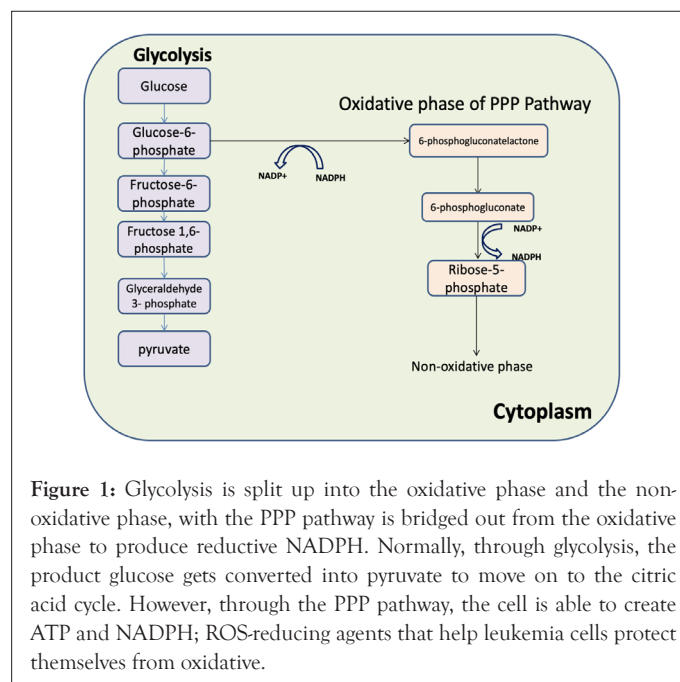 Glycolysis
Glucose
Glucose-6-
phosphate
Fructose-6-
phosphate
Fructose 1,6-
phosphate
Glyceraldehyde
3- phosphate
pyruvate
Oxidative phase of PPP Pathway
6-phosphogluconatelactone
NADP+
NADPH
6-phosphogluconate
NADP+
NADPH
Ribose-5-
phosphate
Non-oxidative phase
Cytoplasm
Figure 1: Glycolysis is split up into the oxidative phase and the non-
oxidative phase, with the PPP pathway is bridged out from the oxidative
phase to produce reductive NADPH. Normally, through glycolysis, the
product glucose gets converted into pyruvate to move on to the citric
acid cycle. However, through the PPP pathway, the cell is able to create
ATP and NADPH; ROS-reducing agents that help leukemia cells protect
themselves from oxidative.